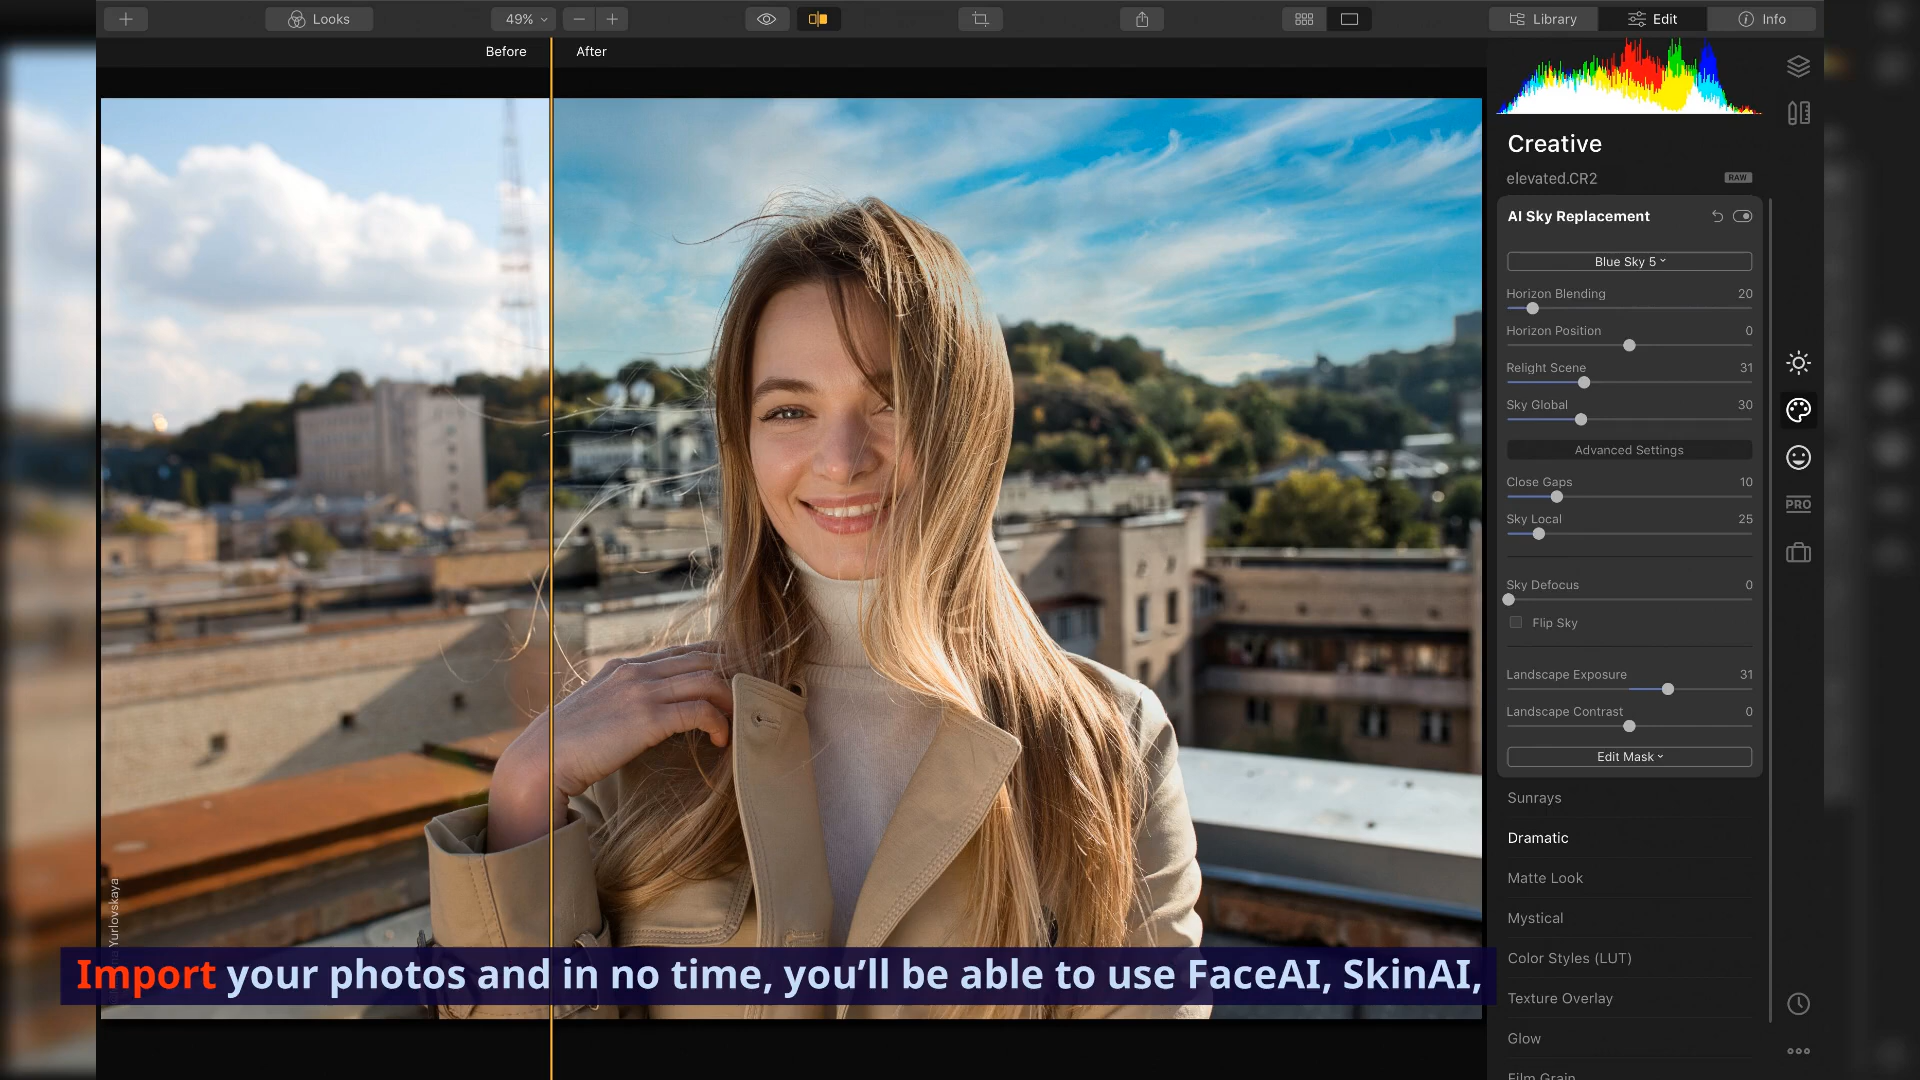 Looks
49%
Library
Edit
Info
Before
After
Creative
elevated.CR2
RAW
AI Sky Replacement
Blue Sky 5
Horizon Blending 20
Horizon Position 0
Relight Scene 31
Sky Global 30
Advanced Settings
Close Gaps 10
Sky Local 25
PRO
Sky Defocus 0
Flip Sky
Landscape Exposure 31
Landscape Contrast 0
Edit Mask
Sunrays
Dramatic
Matte Look
Mystical
Color Styles (LUT)
Texture Overlay
Glow
Film Grain
Yurlovskaya
Import your photos and in no time, you’ll be able to use FaceAI, SkinAI,